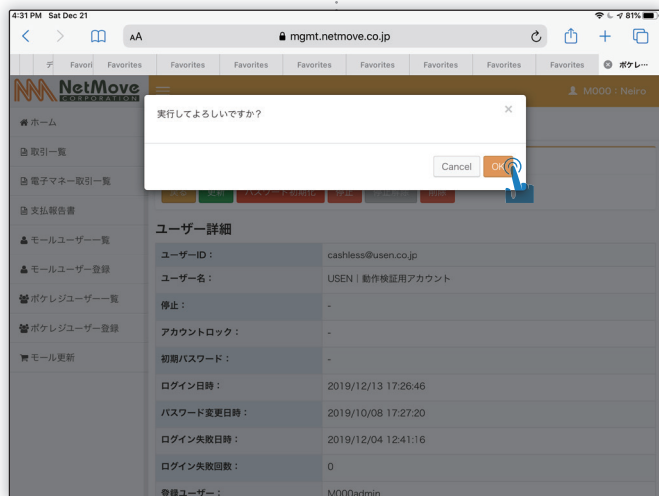 4:31 PM Sat Dec 21
81%
AA
mgmt.netmove.co.jp
デ Favori Favorites Favorites Favorites Favorites Favorites Favorites Favorites Favorites ポケレ…
NetMove
CORPORATION
M000 : Neiro
実行してよろしいですか？
×
Cancel
OK
ホーム
取引一覧
電子マネー取引一覧
支払報告書
モールユーザー一覧
モールユーザー登録
ポケレジユーザー一覧
ポケレジユーザー登録
モール更新
戻る 更新 パスワード初期化 停止 削除
ユーザー詳細
ユーザーID： cashless@usen.co.jp
ユーザー名： USEN｜動作検証用アカウント
停止： -
アカウントロック： -
初期パスワード： -
ログイン日時： 2019/12/13 17:26:46
パスワード変更日時： 2019/10/08 17:27:20
ログイン失敗日時： 2019/12/04 12:41:16
ログイン失敗回数： 0
登録ユーザー： M000admin